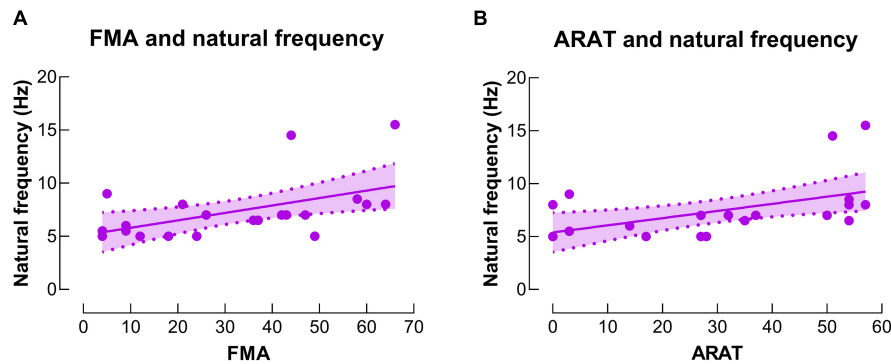 A
FMA and natural frequency
Natural frequency (Hz)
20
15
10
5
0
0 10 20 30 40 50 60 70
FMA
B
ARAT and natural frequency
Natural frequency (Hz)
20
15
10
5
0
0 10 20 30 40 50 60
ARAT